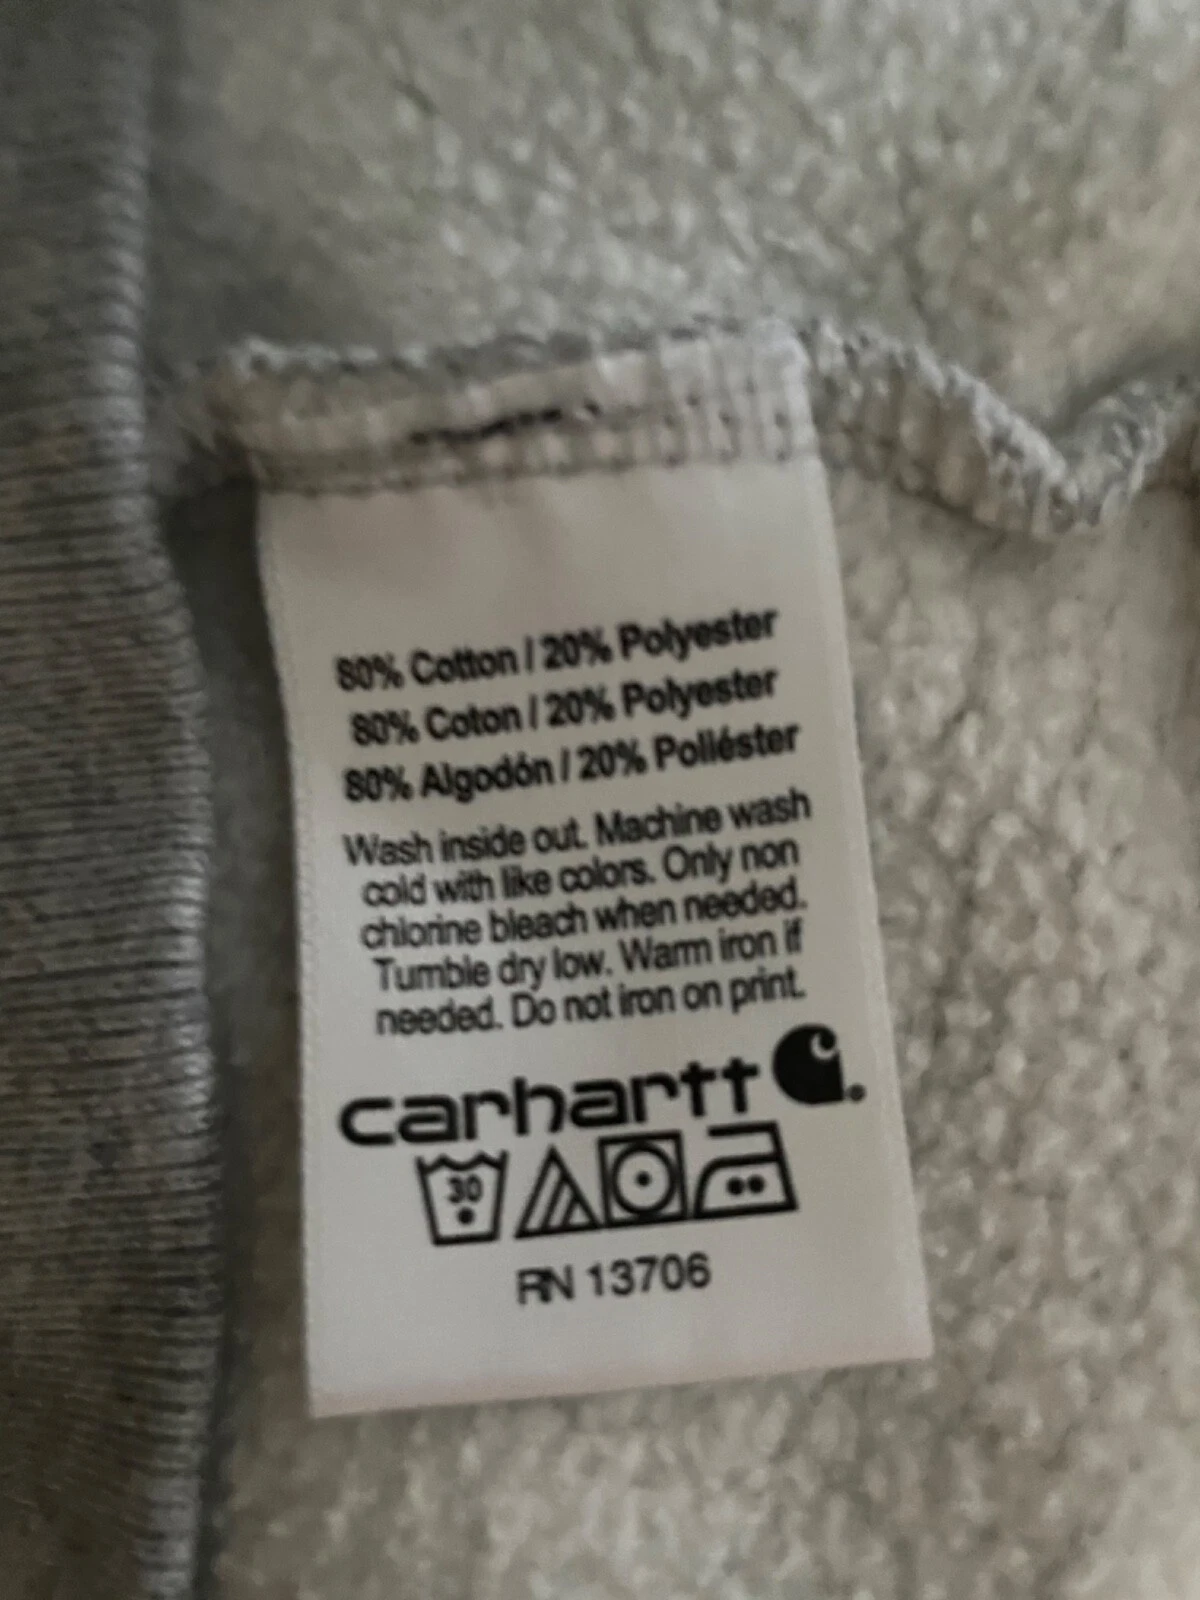 80% Cotton / 20% Polyester
80% Coton / 20% Polyester
80% Algodón / 20% Poliéster
Wash inside out. Machine wash
cold with like colors. Only non
chlorine bleach when needed.
Tumble dry low. Warm iron if
needed. Do not iron on print.
carhartt
30
RN 13706